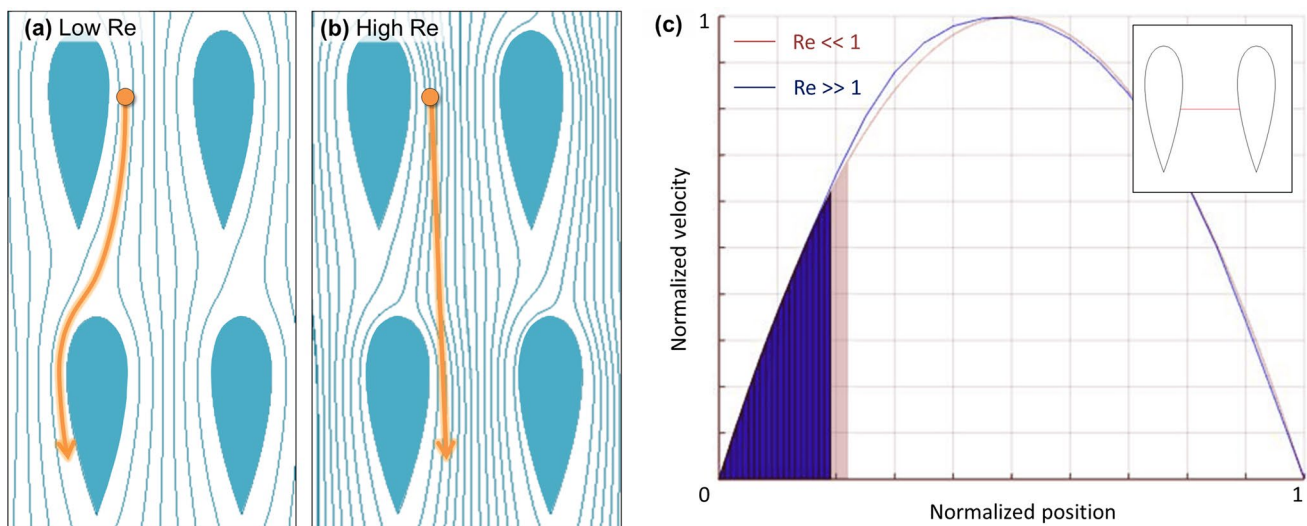 (a) Low Re
(b) High Re
(c)
1
Re << 1
Re >> 1
Normalized velocity
0
1
Normalized position